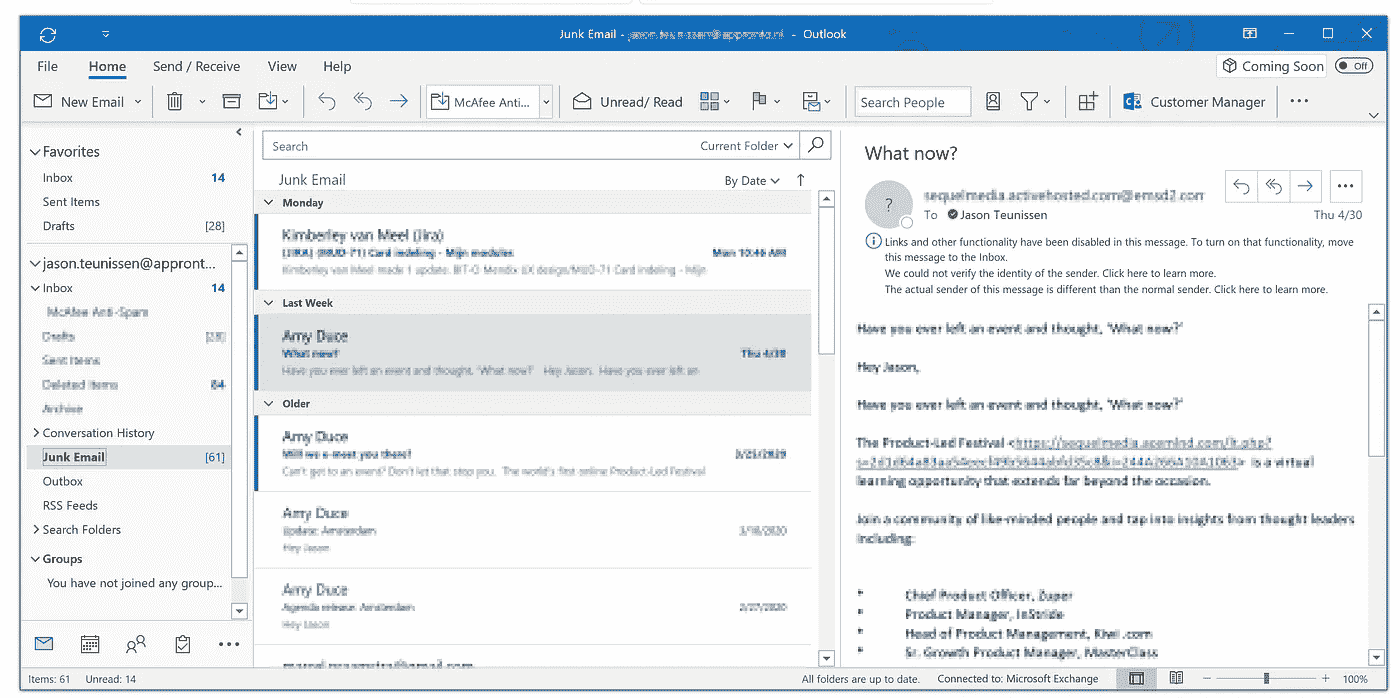 Junk Email - jason.teunissen@appronto.nl - Outlook
File Home Send / Receive View Help Coming Soon Off
New Email McAfee Anti... Unread/ Read Search People Customer Manager
Favorites
Inbox 14
Sent Items
Drafts [28]
jason.teunissen@appront...
Inbox 14
McAfee Anti-Spam
Drafts [28]
Sent Items
Deleted Items 84
Archive
Conversation History
Junk Email [61]
Outbox
RSS Feeds
Search Folders
Groups
You have not joined any group...
Search Current Folder
Junk Email By Date
Monday
Kimberley van Meel (Jira)
[JIRA] (MUD-71) Card indeling - Mijn modules Mon 10:46 AM
Kimberley van Meel made 1 update. BT-O Mendix UX design/MUD-71 Card indeling - Mijn
Last Week
Amy Duce
What now? Thu 4/30
Have you ever left an event and thought, 'What now?' Hey Jason, Have you ever left an
Older
Amy Duce
Will we e-meet you there?
Can't get to an event? Don't let that stop you. The world's first online Product-Led Festival
Amy Duce
Update: Amsterdam 3/18/2020
Hey Jason
Amy Duce
Agenda release: Amsterdam 2/27/2020
Hey Jason
What now?
?
sequelmedia.activehosted.com@emsd2.com
To Jason Teunissen Thu 4/30
Links and other functionality have been disabled in this message. To turn on that functionality, move
this message to the Inbox.
We could not verify the identity of the sender. Click here to learn more.
The actual sender of this message is different than the normal sender. Click here to learn more.
Have you ever left an event and thought, 'What now?'
Hey Jason,
Have you ever left an event and thought, 'What now?'
The Product-Led Festival
is a virtual
learning opportunity that extends far beyond the occasion.
Join a community of like-minded people and tap into insights from thought leaders
including:
* Chief Product Officer, Zuper
* Product Manager, InStride
* Head of Product Management, Kiwi.com
* Sr. Growth Product Manager, MasterClass
Items: 61 Unread: 14 All folders are up to date. Connected to: Microsoft Exchange 100%